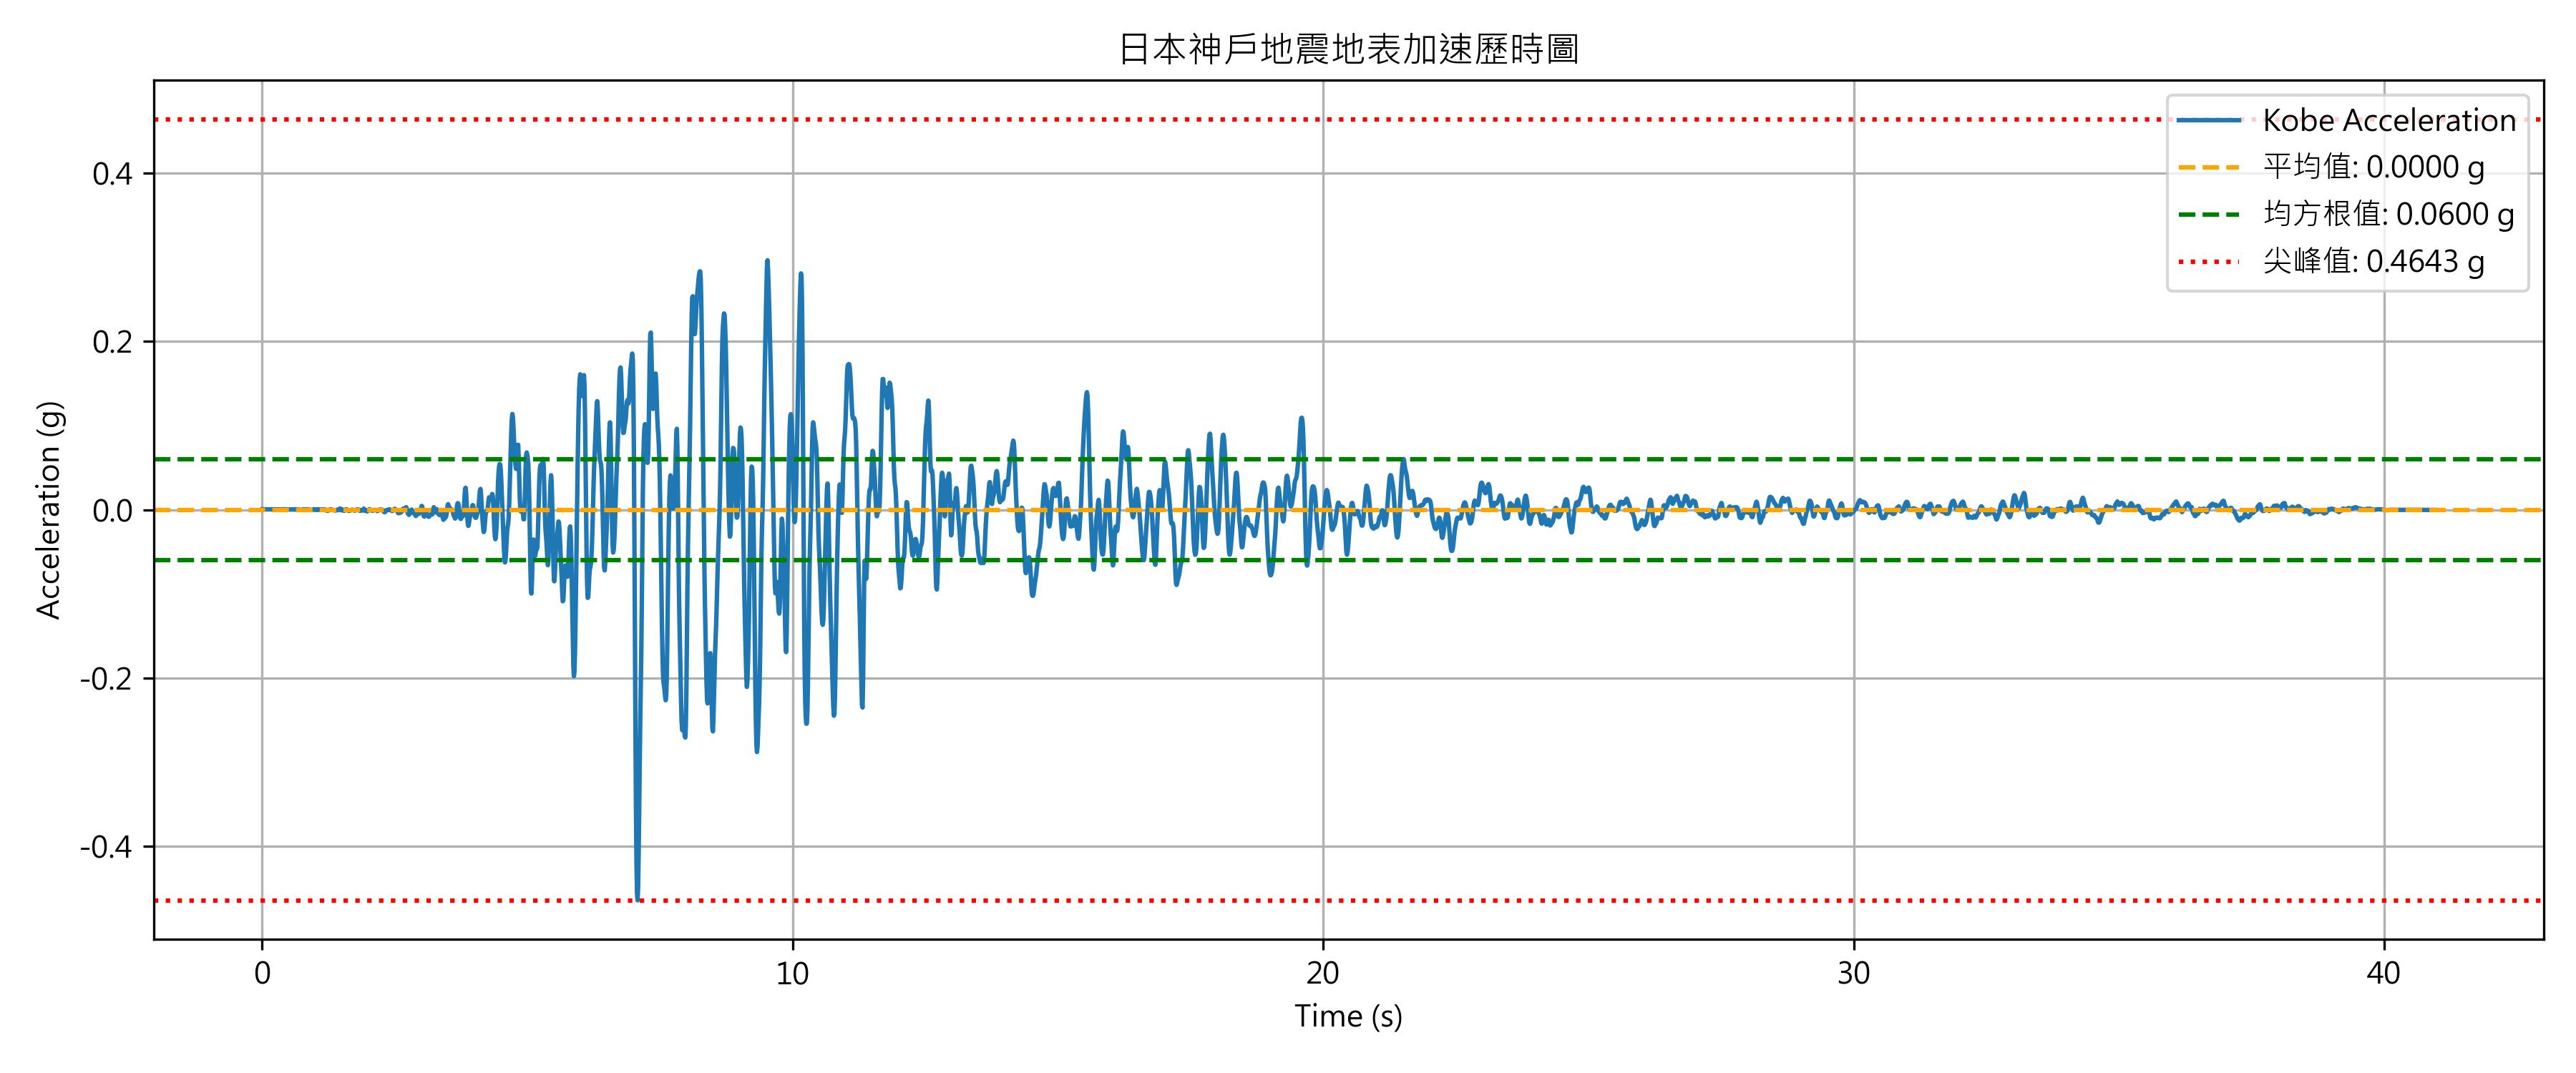 日本神戶地震地表加速歷時圖
Kobe Acceleration
平均值: 0.0000 g
均方根值: 0.0600 g
尖峰值: 0.4643 g
Acceleration (g)
0.4
0.2
0.0
-0.2
-0.4
0 10 20 30 40
Time (s)